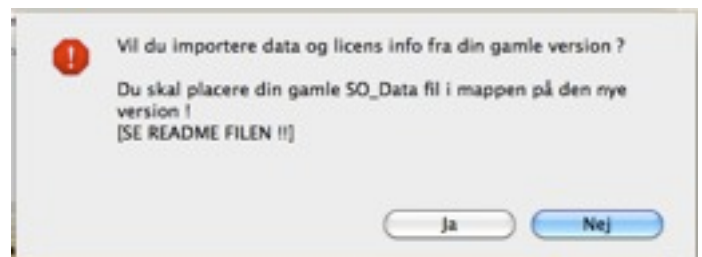 Vil du importere data og licens info fra din gamle version ?
Du skal placere din gamle SO_Data fil i mappen på den nye
version !
[SE README FILEN !!]
Ja
Nej